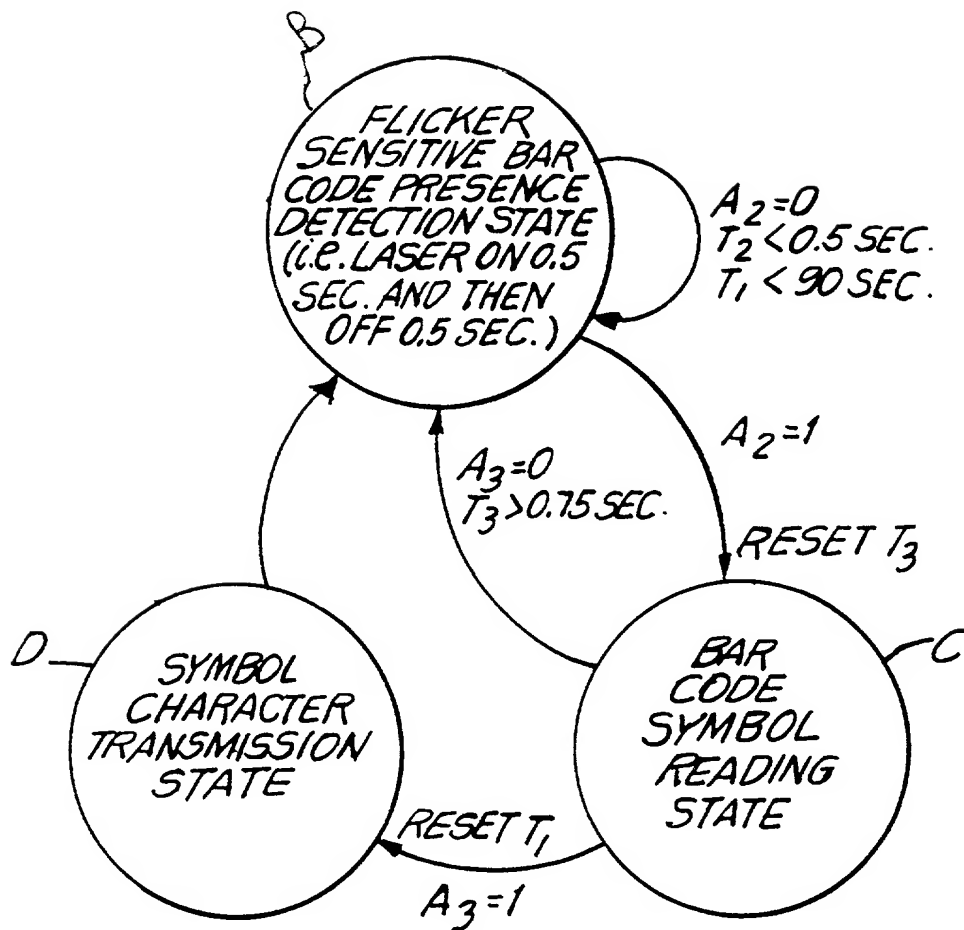 B
FLICKER
SENSITIVE BAR
CODE PRESENCE
DETECTION STATE
(i.e. LASER ON 0.5
SEC. AND THEN
OFF 0.5 SEC.)
A2=0
T2<0.5 SEC.
T1<90 SEC.
A2=1
A3=0
T3>0.75 SEC.
RESET T3
D
SYMBOL
CHARACTER
TRANSMISSION
STATE
C
BAR
CODE
SYMBOL
READING
STATE
RESET T1
A3=1